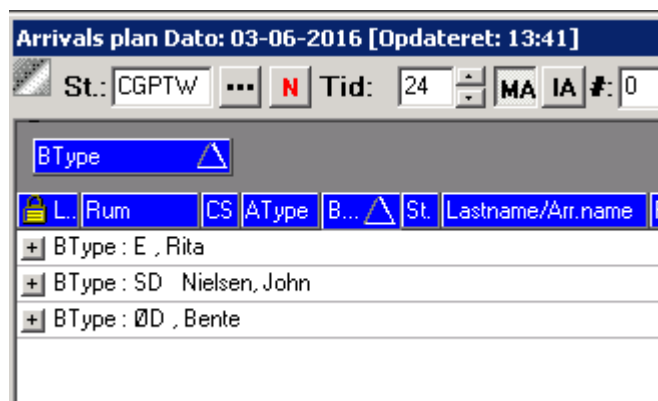 Arrivals plan Dato: 03-06-2016 [Opdateret: 13:41]
St.: CGPTW ... N Tid: 24 MA IA #: 0
BType
L.. Rum CS AType B... St. Lastname/Arr.name
+ BType : E , Rita
+ BType : SD Nielsen, John
+ BType : ØD , Bente